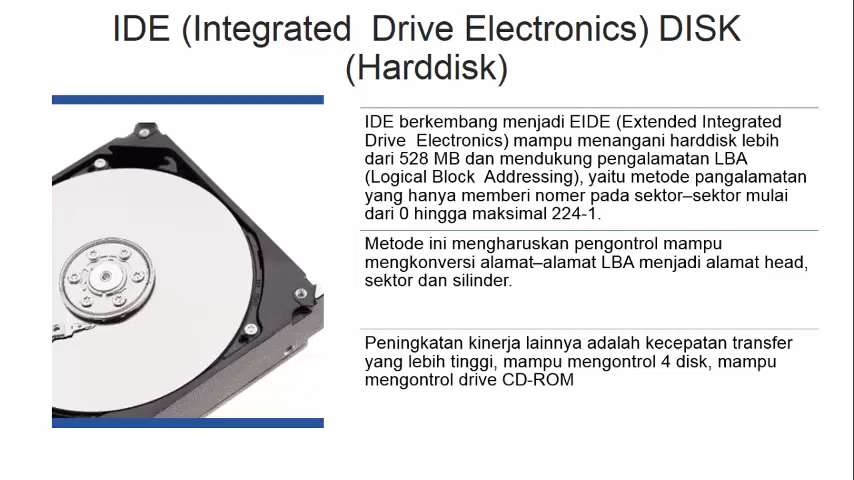 IDE (Integrated Drive Electronics) DISK
(Harddisk)
IDE berkembang menjadi EIDE (Extended Integrated
Drive Electronics) mampu menangani harddisk lebih
dari 528 MB dan mendukung pengalamatan LBA
(Logical Block Addressing), yaitu metode pangalamatan
yang hanya memberi nomer pada sektor–sektor mulai
dari 0 hingga maksimal 224-1.
Metode ini mengharuskan pengontrol mampu
mengkonversi alamat–alamat LBA menjadi alamat head,
sektor dan silinder.
Peningkatan kinerja lainnya adalah kecepatan transfer
yang lebih tinggi, mampu mengontrol 4 disk, mampu
mengontrol drive CD-ROM